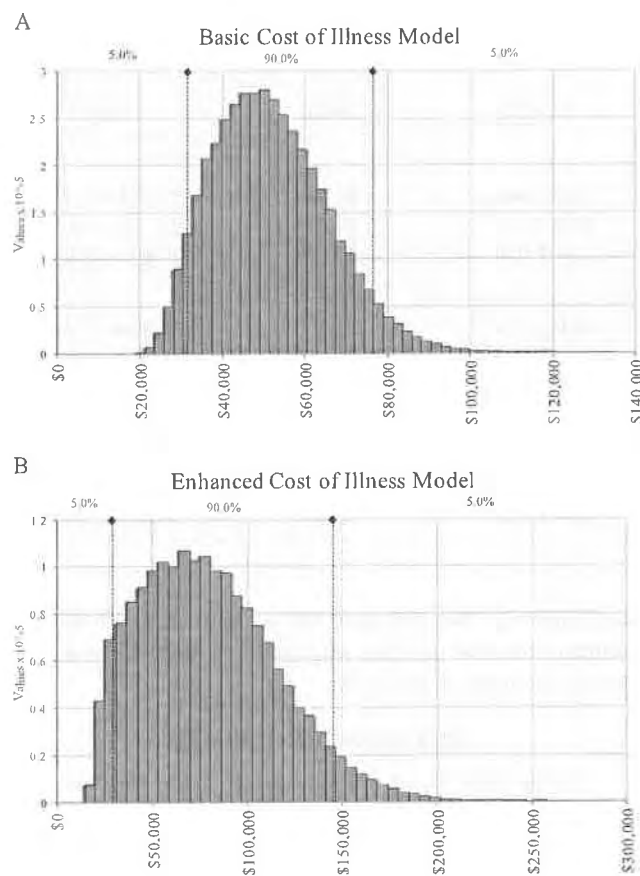 A
Basic Cost of Illness Model
5.0% 90.0% 5.0%
3
2.5
2
1.5
1
0.5
0
Values x 10^-5
$0 $20,000 $40,000 $60,000 $80,000 $100,000 $120,000 $140,000
B
Enhanced Cost of Illness Model
5.0% 90.0% 5.0%
1.2
1
0.8
0.6
0.4
0.2
0
Values x 10^-5
$0 $50,000 $100,000 $150,000 $200,000 $250,000 $300,000